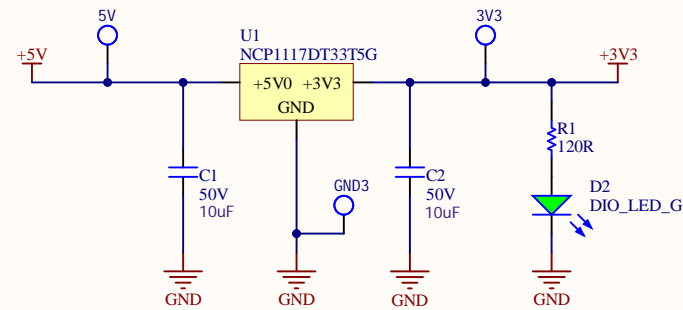 5V
3V3
U1
NCP1117DT33T5G
+5V
+3V3
+5V0 +3V3
GND
R1
120R
C1
50V
10uF
GND3
C2
50V
10uF
D2
DIO_LED_G
GND
GND
GND
GND